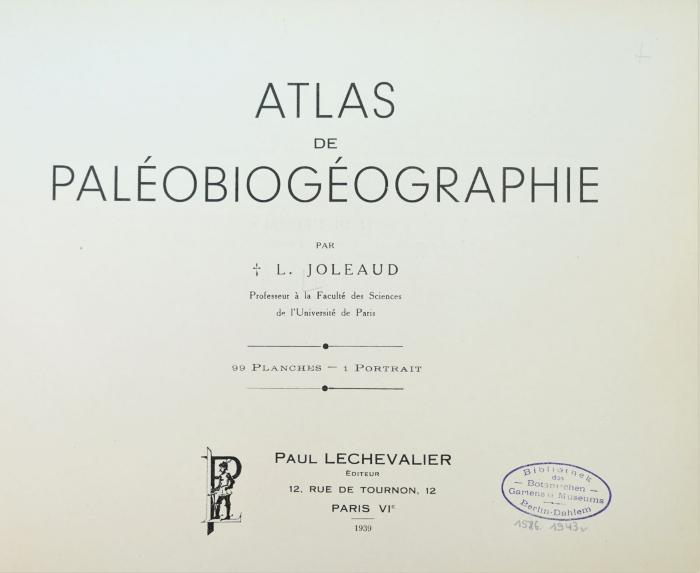 ATLAS
DE
PALÉOBIOGÉOGRAPHIE
PAR
† L. JOLEAUD
Professeur à la Faculté des Sciences
de l'Université de Paris
99 PLANCHES — 1 PORTRAIT
PAUL LECHEVALIER
ÉDITEUR
12, RUE DE TOURNON, 12
PARIS VIᵉ
1939
Bibliothek
des
— Botanischen —
Gartens u Museums
Berlin-Dahlem
1943